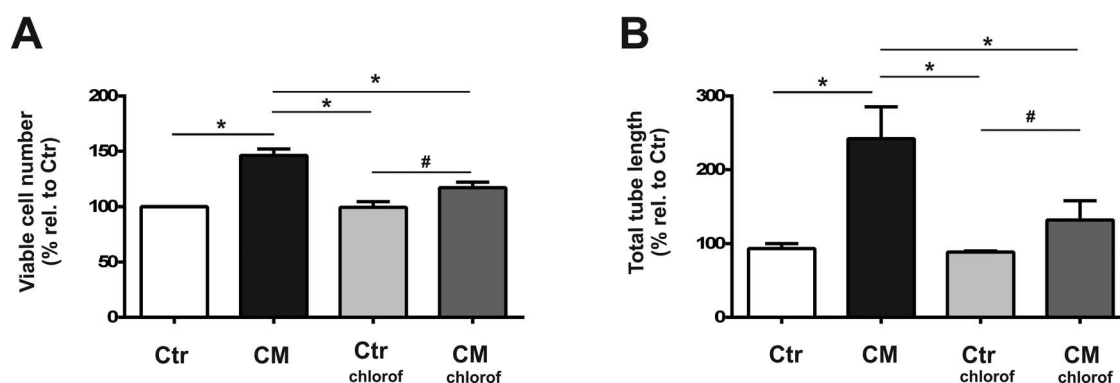 A
Viable cell number
(% rel. to Ctr)
200
150
100
50
0
*
*
*
#
Ctr
CM
Ctr
chlorof
CM
chlorof
B
Total tube length
(% rel. to Ctr)
300
200
100
0
*
*
*
#
Ctr
CM
Ctr
chlorof
CM
chlorof